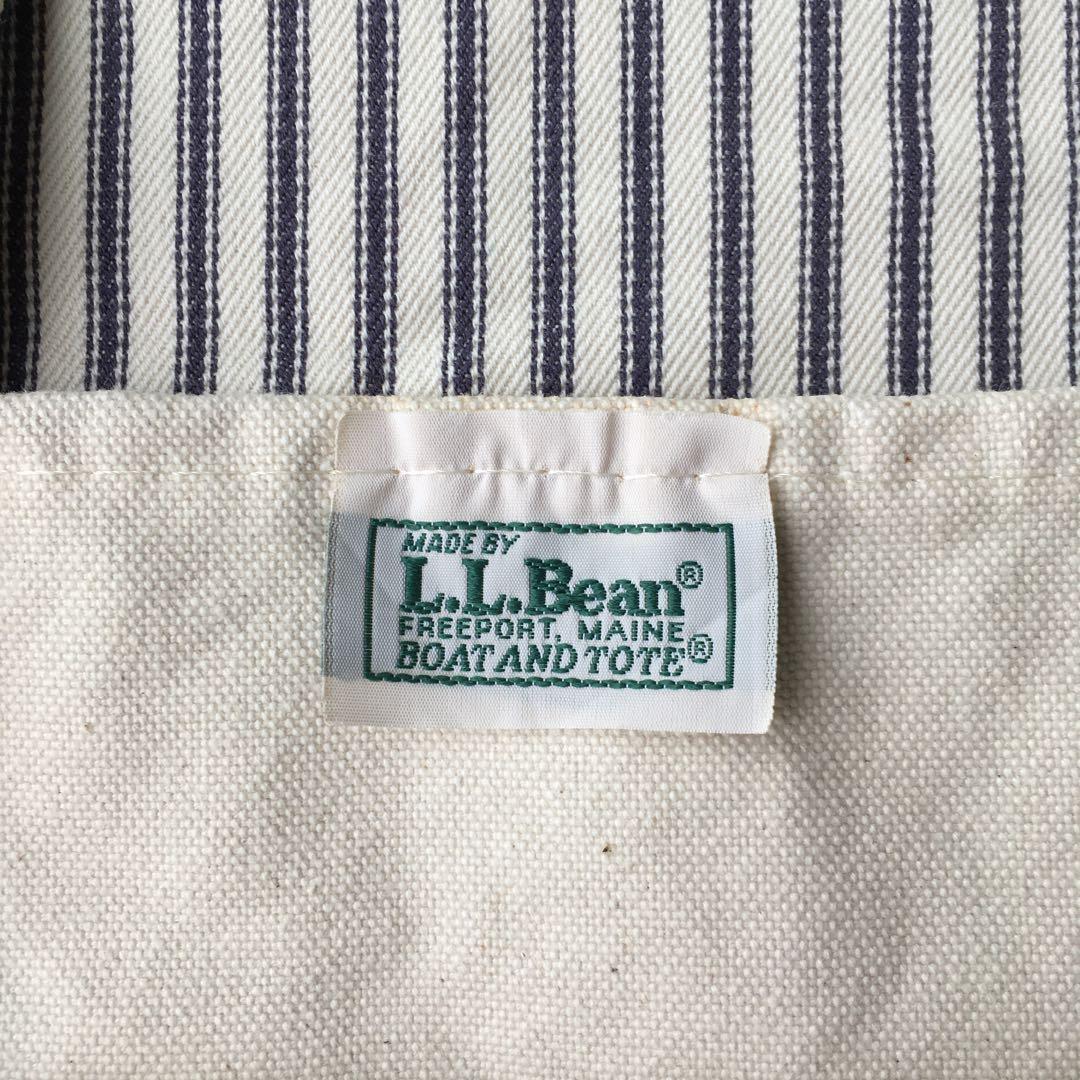 MADE BY
L.L.Bean®
FREEPORT, MAINE
BOAT AND TOTE®